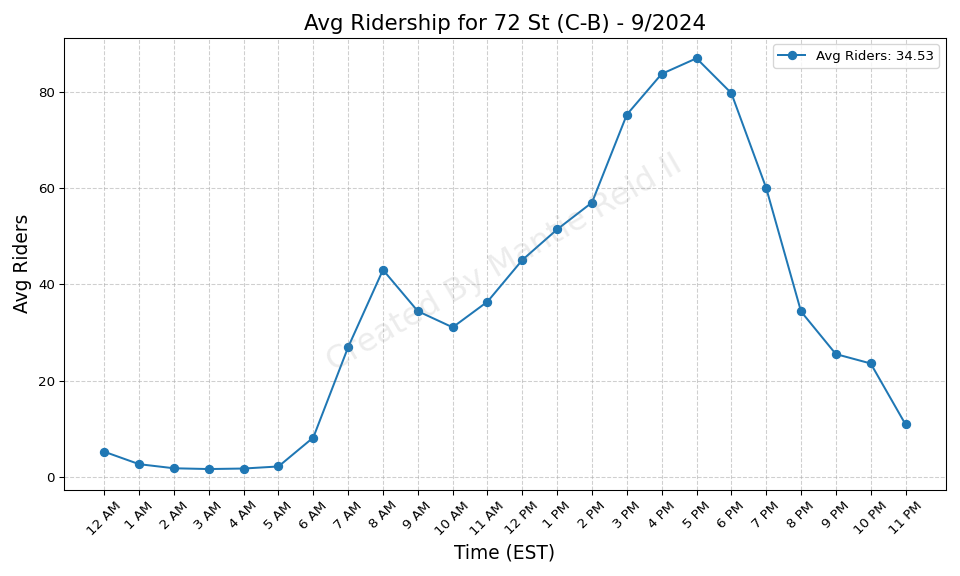 Avg Ridership for 72 St (C-B) - 9/2024
Avg Riders: 34.53
80
60
40
20
0
Avg Riders
Created By Mantle Reid II
12 AM
1 AM
2 AM
3 AM
4 AM
5 AM
6 AM
7 AM
8 AM
9 AM
10 AM
11 AM
12 PM
1 PM
2 PM
3 PM
4 PM
5 PM
6 PM
7 PM
8 PM
9 PM
10 PM
11 PM
Time (EST)